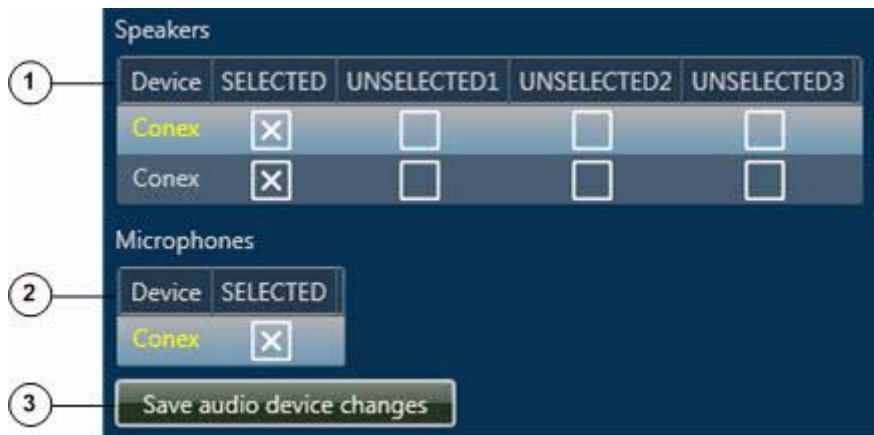 Speakers
1 Device SELECTED UNSELECTED1 UNSELECTED2 UNSELECTED3
Conex
Conex
Microphones
2 Device SELECTED
Conex
3 Save audio device changes